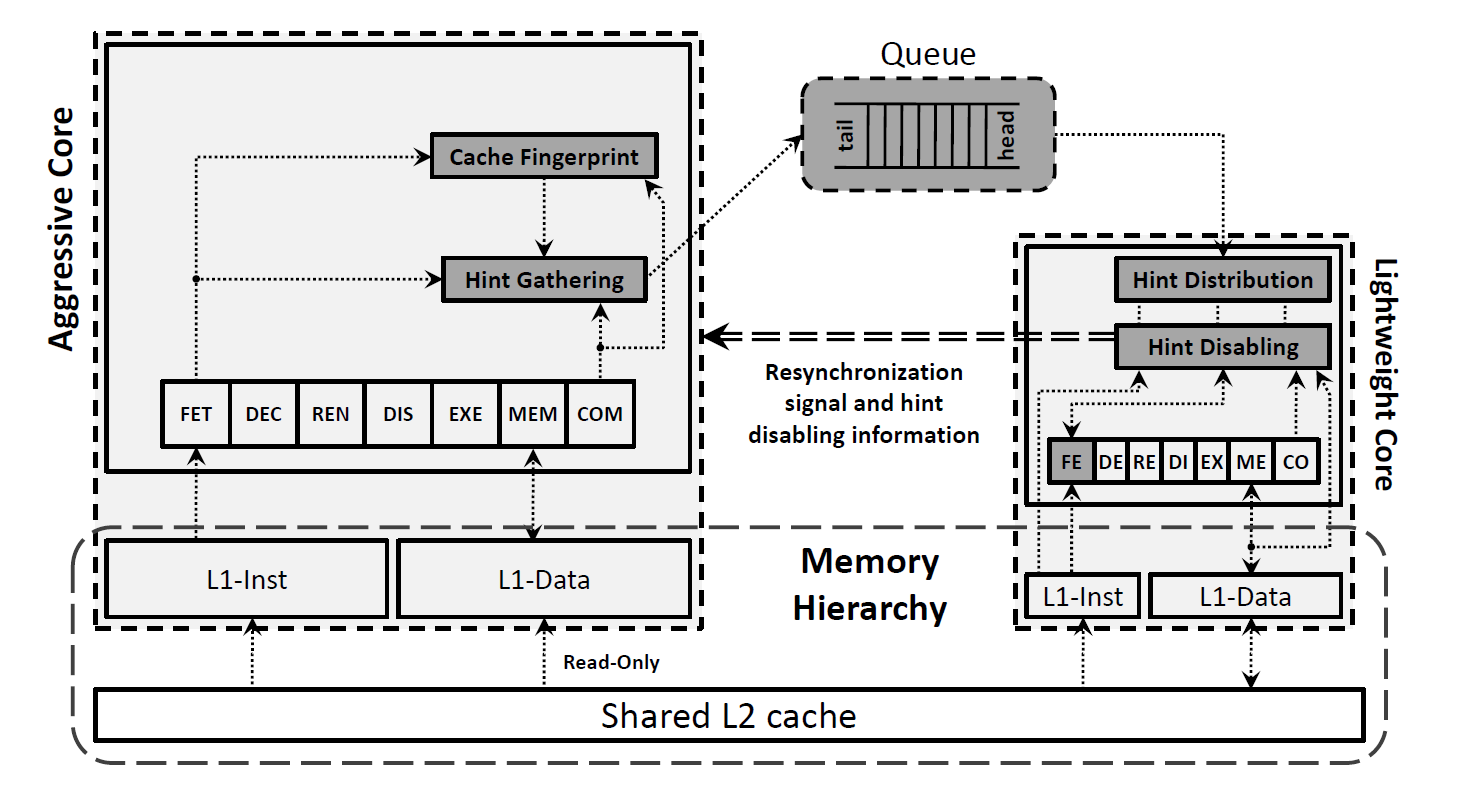 Aggressive Core
Cache Fingerprint
Hint Gathering
FET DEC REN DIS EXE MEM COM
L1-Inst
L1-Data
Queue
tail
head
Resynchronization
signal and hint
disabling information
Lightweight Core
Hint Distribution
Hint Disabling
FE DE RE DI EX ME CO
L1-Inst
L1-Data
Memory
Hierarchy
Read-Only
Shared L2 cache